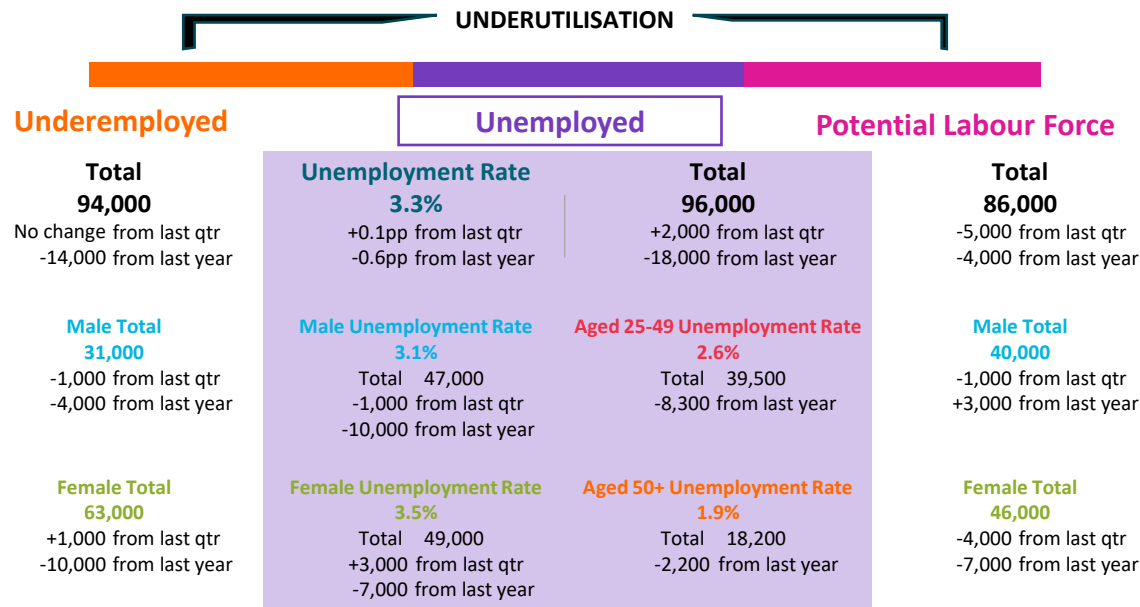 UNDERUTILISATION
Underemployed
Unemployed
Potential Labour Force
Total
94,000
No change from last qtr
-14,000 from last year
Unemployment Rate
3.3%
+0.1pp from last qtr
-0.6pp from last year
Total
96,000
+2,000 from last qtr
-18,000 from last year
Total
86,000
-5,000 from last qtr
-4,000 from last year
Male Total
31,000
-1,000 from last qtr
-4,000 from last year
Male Unemployment Rate
3.1%
Total 47,000
-1,000 from last qtr
-10,000 from last year
Aged 25-49 Unemployment Rate
2.6%
Total 39,500
-8,300 from last year
Male Total
40,000
-1,000 from last qtr
+3,000 from last year
Female Total
63,000
+1,000 from last qtr
-10,000 from last year
Female Unemployment Rate
3.5%
Total 49,000
+3,000 from last qtr
-7,000 from last year
Aged 50+ Unemployment Rate
1.9%
Total 18,200
-2,200 from last year
Female Total
46,000
-4,000 from last qtr
-7,000 from last year